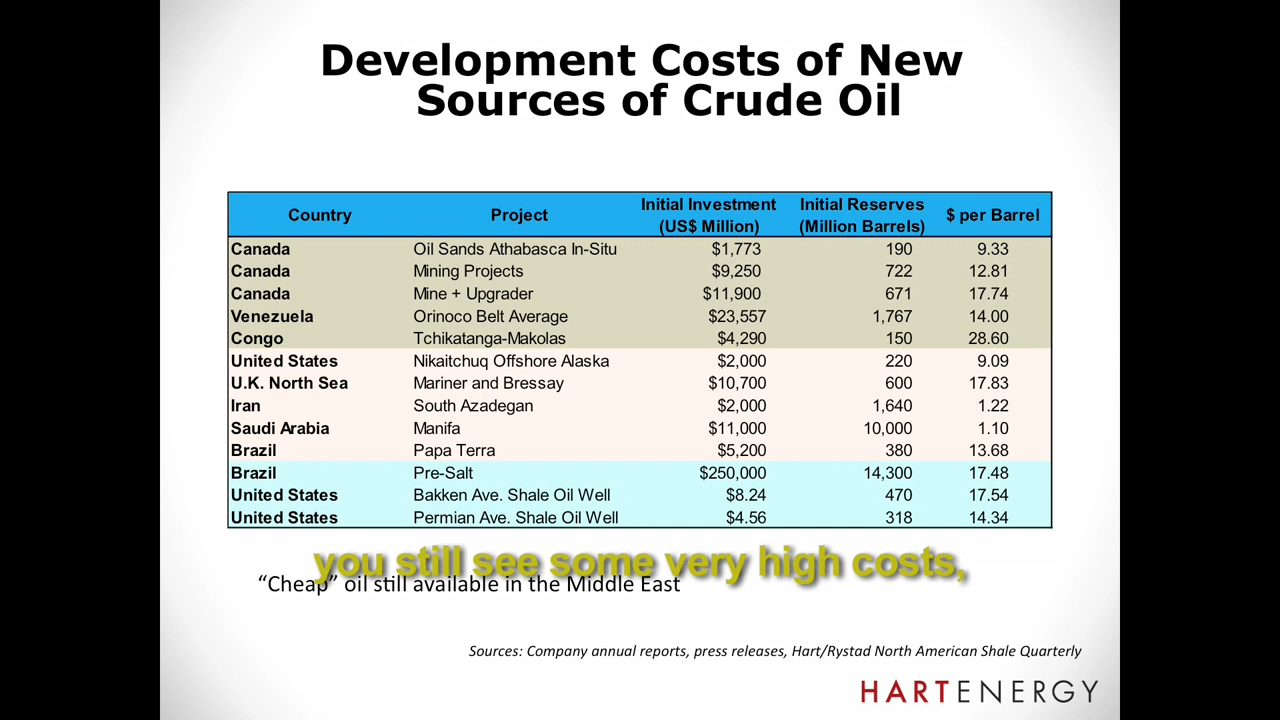 Development Costs of New
Sources of Crude Oil
Country Project Initial Investment (US$ Million) Initial Reserves (Million Barrels) $ per Barrel
Canada Oil Sands Athabasca In-Situ $1,773 190 9.33
Canada Mining Projects $9,250 722 12.81
Canada Mine + Upgrader $11,900 671 17.74
Venezuela Orinoco Belt Average $23,557 1,767 14.00
Congo Tchikatanga-Makolas $4,290 150 28.60
United States Nikaitchuq Offshore Alaska $2,000 220 9.09
U.K. North Sea Mariner and Bressay $10,700 600 17.83
Iran South Azadegan $2,000 1,640 1.22
Saudi Arabia Manifa $11,000 10,000 1.10
Brazil Papa Terra $5,200 380 13.68
Brazil Pre-Salt $250,000 14,300 17.48
United States Bakken Ave. Shale Oil Well $8.24 470 17.54
United States Permian Ave. Shale Oil Well $4.56 318 14.34
you still see some very high costs,
“Cheap” oil still available in the Middle East
Sources: Company annual reports, press releases, Hart/Rystad North American Shale Quarterly
HARTENERGY